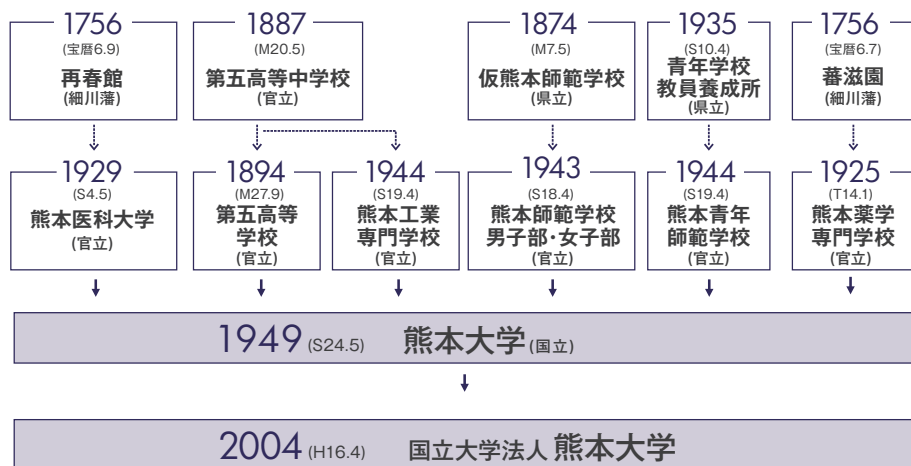 1756
(宝暦6.9)
再春館
(細川藩)
1887
(M20.5)
第五高等中学校
(官立)
1874
(M7.5)
仮熊本師範学校
(県立)
1935
(S10.4)
青年学校
教員養成所
(県立)
1756
(宝暦6.7)
蕃滋園
(細川藩)
1929
(S4.5)
熊本医科大学
(官立)
1894
(M27.9)
第五高等
学校
(官立)
1944
(S19.4)
熊本工業
専門学校
(官立)
1943
(S18.4)
熊本師範学校
男子部・女子部
(官立)
1944
(S19.4)
熊本青年
師範学校
(官立)
1925
(T14.1)
熊本薬学
専門学校
(官立)
1949 (S24.5) 熊本大学 (国立)
2004 (H16.4) 国立大学法人 熊本大学